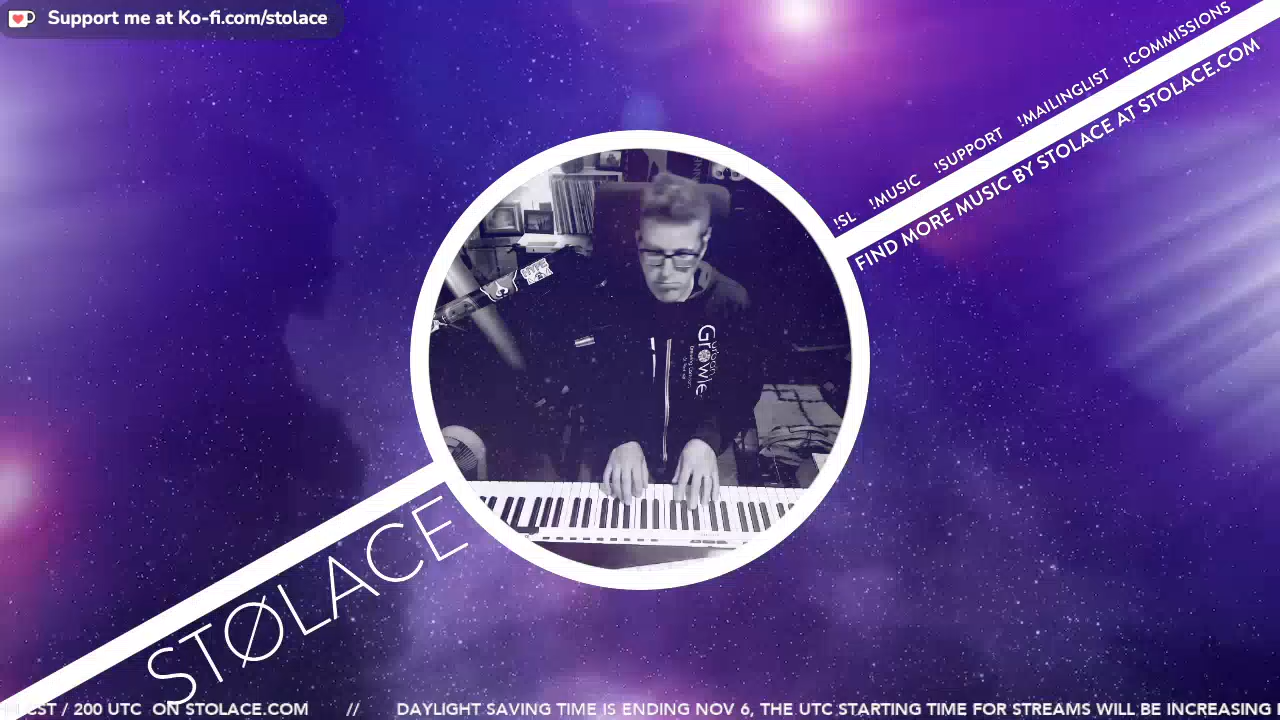 Support me at Ko-fi.com/stolace
!SL !MUSIC !SUPPORT !MAILINGLIST !COMMISSIONS
FIND MORE MUSIC BY STOLACE AT STOLACE.COM
Growle
STØLACE
CST / 200 UTC ON STOLACE.COM // DAYLIGHT SAVING TIME IS ENDING NOV 6, THE UTC STARTING TIME FOR STREAMS WILL BE INCREASING